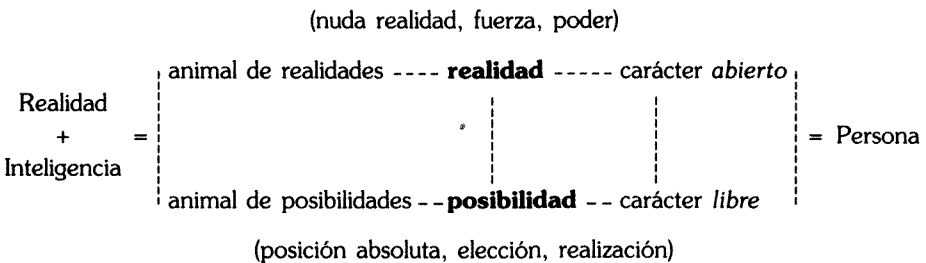 (nuda realidad, fuerza, poder)
animal de realidades ---- realidad ----- carácter abierto
Realidad
+
Inteligencia
=
= Persona
animal de posibilidades -- posibilidad -- carácter libre
(posición absoluta, elección, realización)